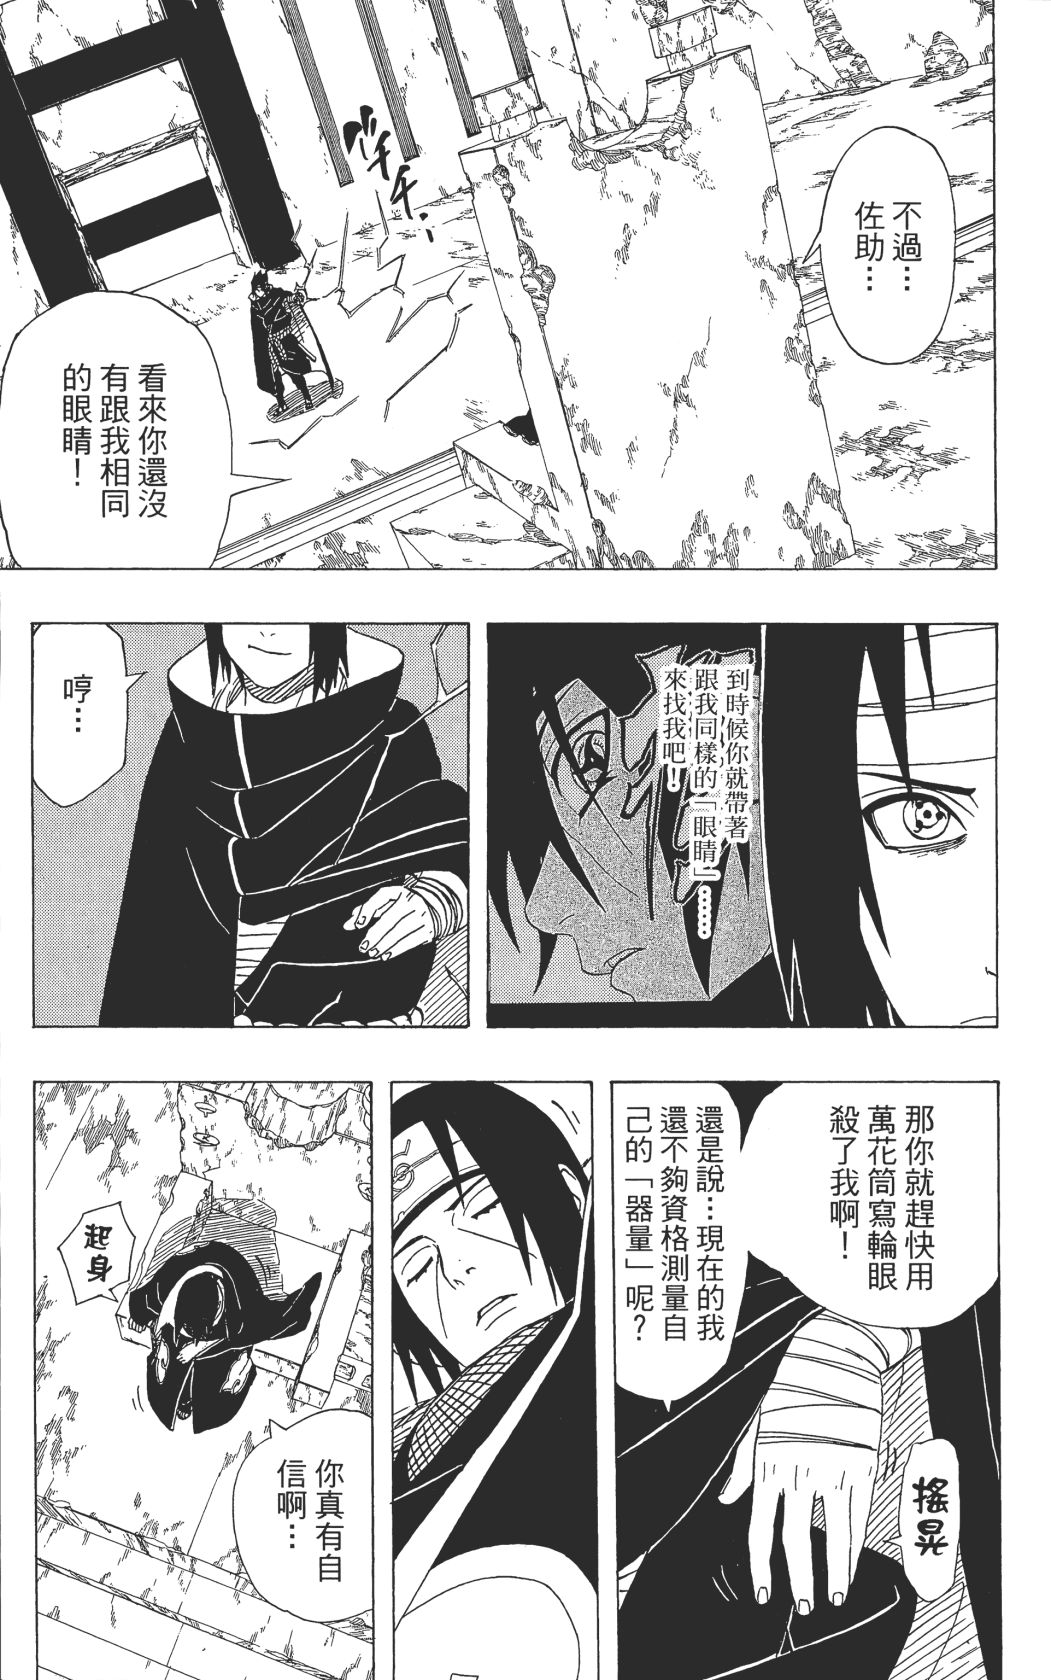 不過…
佐助…
看來你還沒
有跟我相同
的眼睛！
到時候你就帶著
跟我同樣的「眼睛」……
來找我吧！
哼…
那你就趕快用
萬花筒寫輪眼
殺了我啊！
還是說…現在的我
還不夠資格測量自
己的「器量」呢？
搖晃
起身
你真有自
信啊…